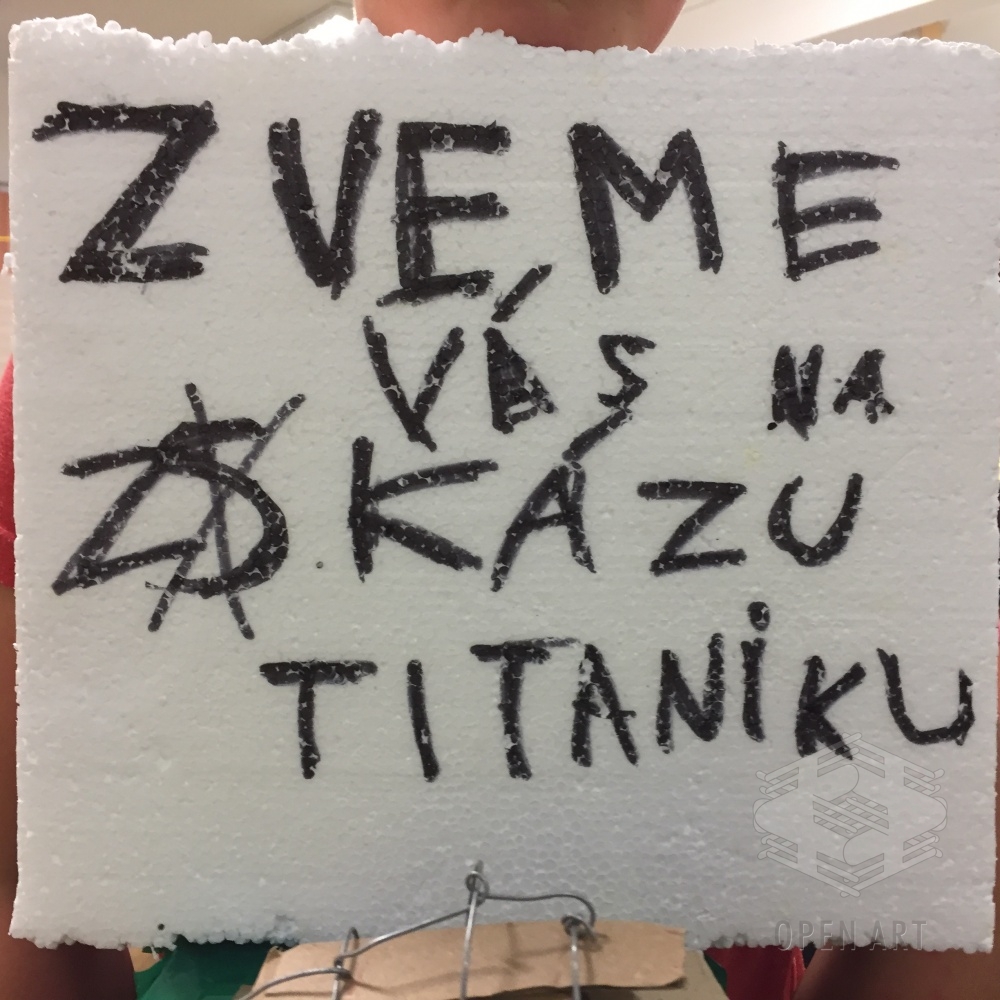 ZVEME
VÁS NA
KÁZU
TITANIKU
OPEN ART